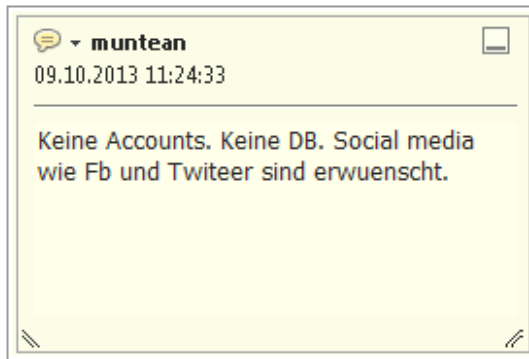 muntean
09.10.2013 11:24:33
Keine Accounts. Keine DB. Social media
wie Fb und Twiteer sind erwuenscht.